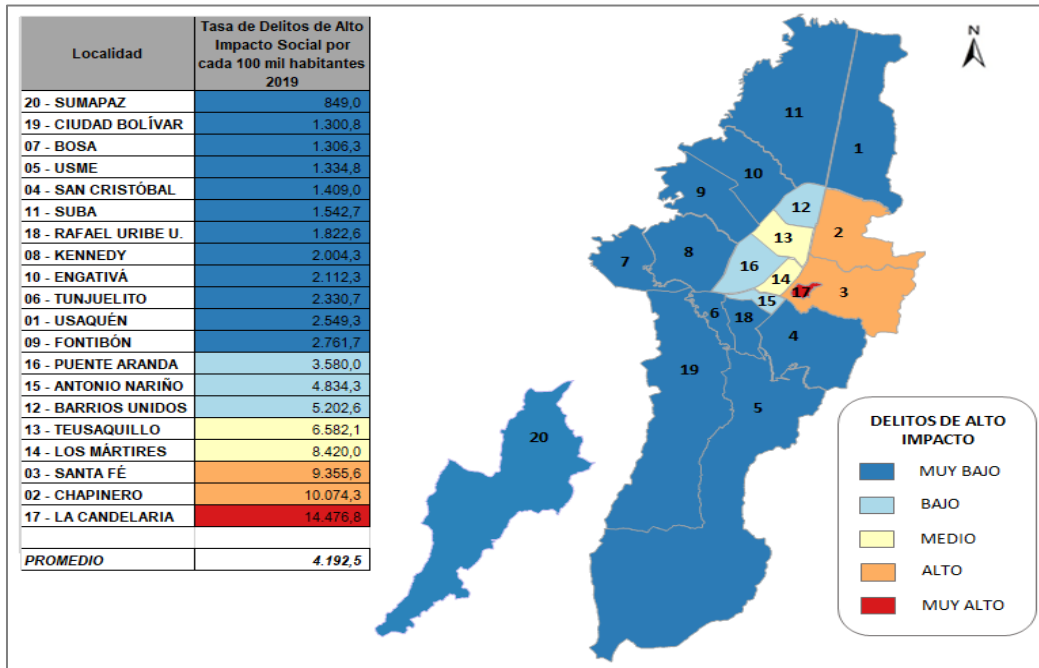 Localidad
Tasa de Delitos de Alto
Impacto Social por
cada 100 mil habitantes
2019
20 - SUMAPAZ 849,0
19 - CIUDAD BOLÍVAR 1.300,8
07 - BOSA 1.306,3
05 - USME 1.334,8
04 - SAN CRISTÓBAL 1.409,0
11 - SUBA 1.542,7
18 - RAFAEL URIBE U. 1.822,6
08 - KENNEDY 2.004,3
10 - ENGATIVÁ 2.112,3
06 - TUNJUELITO 2.330,7
01 - USAQUÉN 2.549,3
09 - FONTIBÓN 2.761,7
16 - PUENTE ARANDA 3.580,0
15 - ANTONIO NARIÑO 4.834,3
12 - BARRIOS UNIDOS 5.202,6
13 - TEUSAQUILLO 6.582,1
14 - LOS MÁRTIRES 8.420,0
03 - SANTA FÉ 9.355,6
02 - CHAPINERO 10.074,3
17 - LA CANDELARIA 14.476,8
PROMEDIO 4.192,5
N
11
1
10
9
12
2
13
8
7
16
14
17
3
15
6
18
4
19
5
20
DELITOS DE ALTO
IMPACTO
MUY BAJO
BAJO
MEDIO
ALTO
MUY ALTO